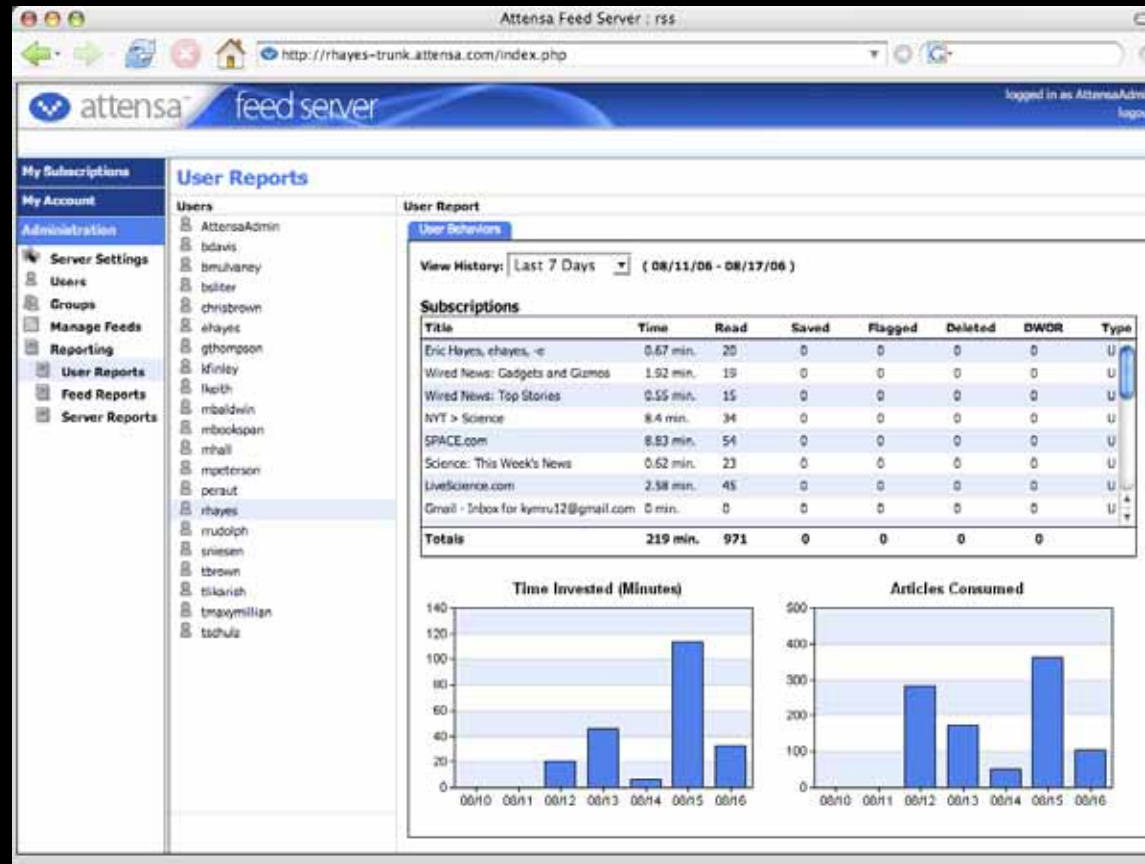 Attensa Feed Server : rss
http://rhayes-trunk.attensa.com/index.php
attensa feed server
logged in as AttensaAdmi
logou
My Subscriptions
My Account
Administration
Server Settings
Users
Groups
Manage Feeds
Reporting
User Reports
Feed Reports
Server Reports
User Reports
Users
AttensaAdmin
bdavis
bmulvaney
bsliter
chrisbrown
ehayes
gthompson
kfinley
lkeith
mbaldwin
mbookspan
mhall
mpeterson
peraut
rhayes
rrudolph
sniesen
tbrown
tlikarish
tmaxymillian
tschulz
User Report
User Behaviors
View History: Last 7 Days ( 08/11/06 - 08/17/06 )
Subscriptions
Title Time Read Saved Flagged Deleted DWOR Type
Eric Hayes, ehayes, -e 0.67 min. 20 0 0 0 0 U
Wired News: Gadgets and Gizmos 1.92 min. 19 0 0 0 0 U
Wired News: Top Stories 0.55 min. 15 0 0 0 0 U
NYT > Science 8.4 min. 34 0 0 0 0 U
SPACE.com 8.83 min. 54 0 0 0 0 U
Science: This Week's News 0.62 min. 23 0 0 0 0 U
LiveScience.com 2.58 min. 45 0 0 0 0 U
Gmail - Inbox for kymru12@gmail.com 0 min. 0 0 0 0 0 U
Totals 219 min. 971 0 0 0 0
Time Invested (Minutes)
140
120
100
80
60
40
20
0
08/10 08/11 08/12 08/13 08/14 08/15 08/16
Articles Consumed
500
400
300
200
100
0
08/10 08/11 08/12 08/13 08/14 08/15 08/16